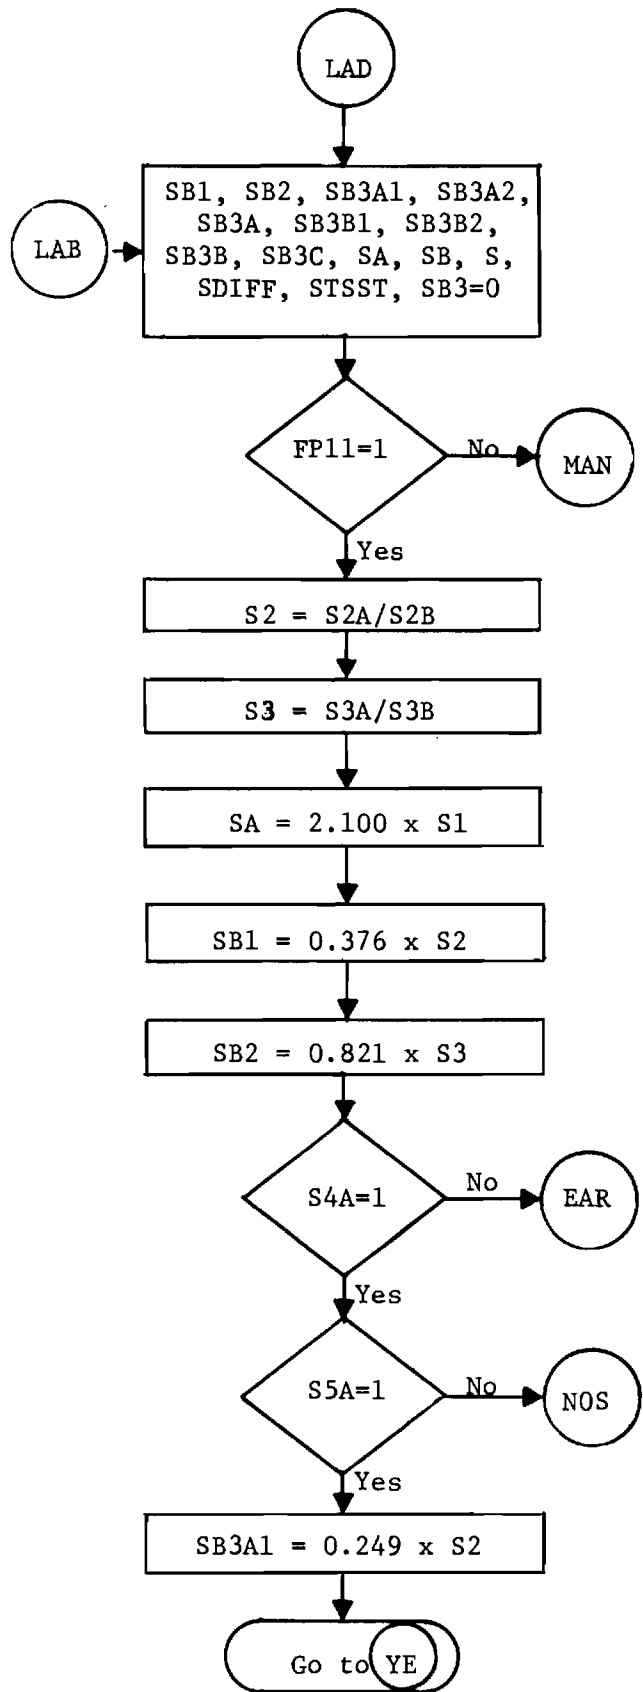 LAD
SB1, SB2, SB3A1, SB3A2,
SB3A, SB3B1, SB3B2,
LAB
SB3B, SB3C, SA, SB, S,
SDIFF, STSST, SB3=0
FP11=1
No
MAN
Yes
S2 = S2A/S2B
S3 = S3A/S3B
SA = 2.100 x S1
SB1 = 0.376 x S2
SB2 = 0.821 x S3
S4A=1
No
EAR
Yes
S5A=1
No
NOS
Yes
SB3A1 = 0.249 x S2
Go to YE